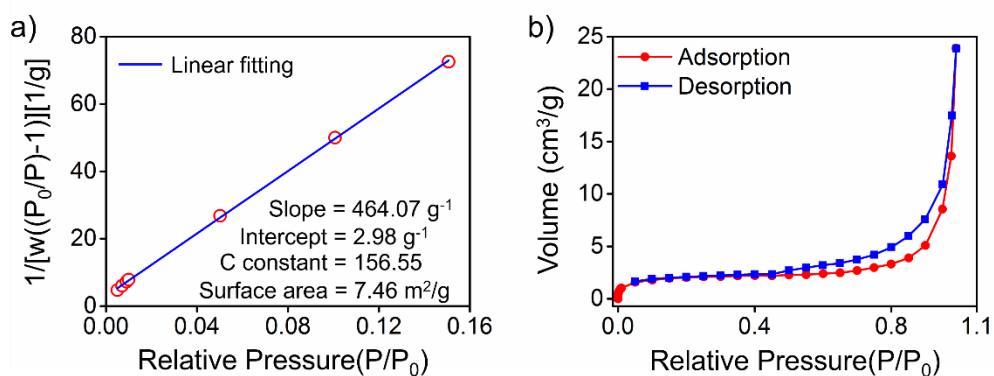 a)
1/[w((P₀/P)-1)][1/g]
80
60
40
20
0
Linear fitting
Slope = 464.07 g⁻¹
Intercept = 2.98 g⁻¹
C constant = 156.55
Surface area = 7.46 m²/g
0.00 0.04 0.08 0.12 0.16
Relative Pressure(P/P₀)
b)
Volume (cm³/g)
25
20
15
10
5
0
Adsorption
Desorption
0.0 0.4 0.8 1.1
Relative Pressure(P/P₀)